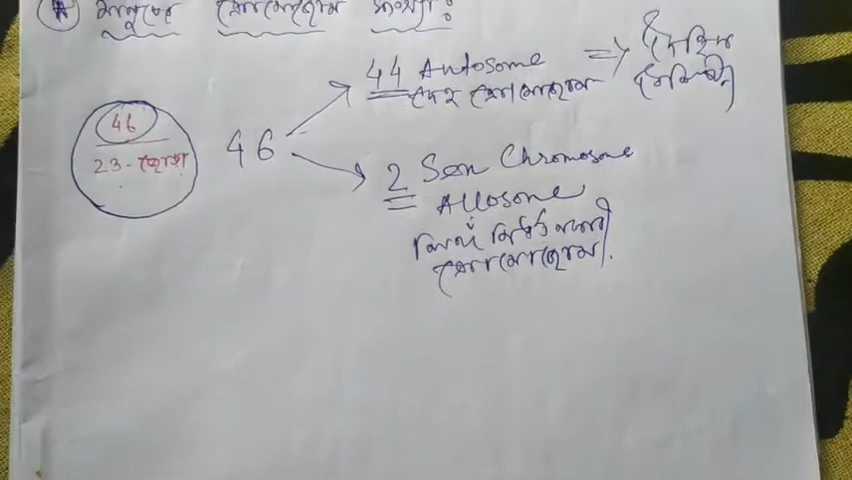 মানুষের ক্রোমোজোম সংখ্যা :
46
23 - জোড়া
46
44 Autosome
দেহ ক্রোমোজোম
⇒ দৈহিক
বৈশিষ্ট্য
2 Sex Chromosome
Allosome
লিঙ্গ নির্ধারণকারী
ক্রোমোজোম.